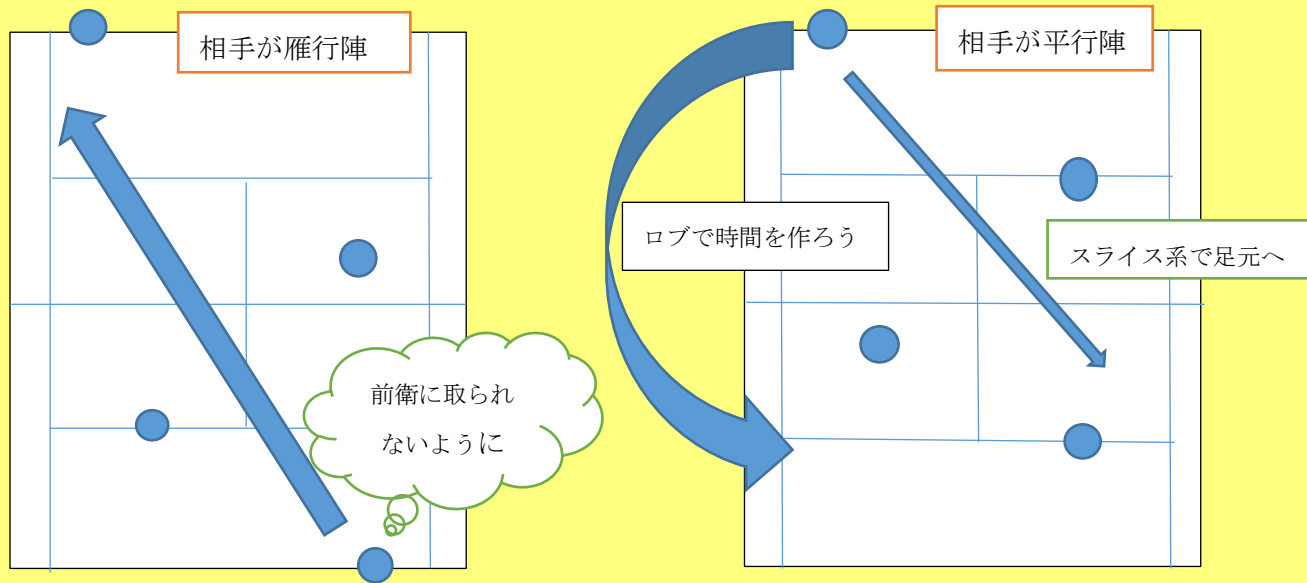 相手が雁行陣
前衛に取られ
ないように
相手が平行陣
ロブで時間を作ろう
スライス系で足元へ